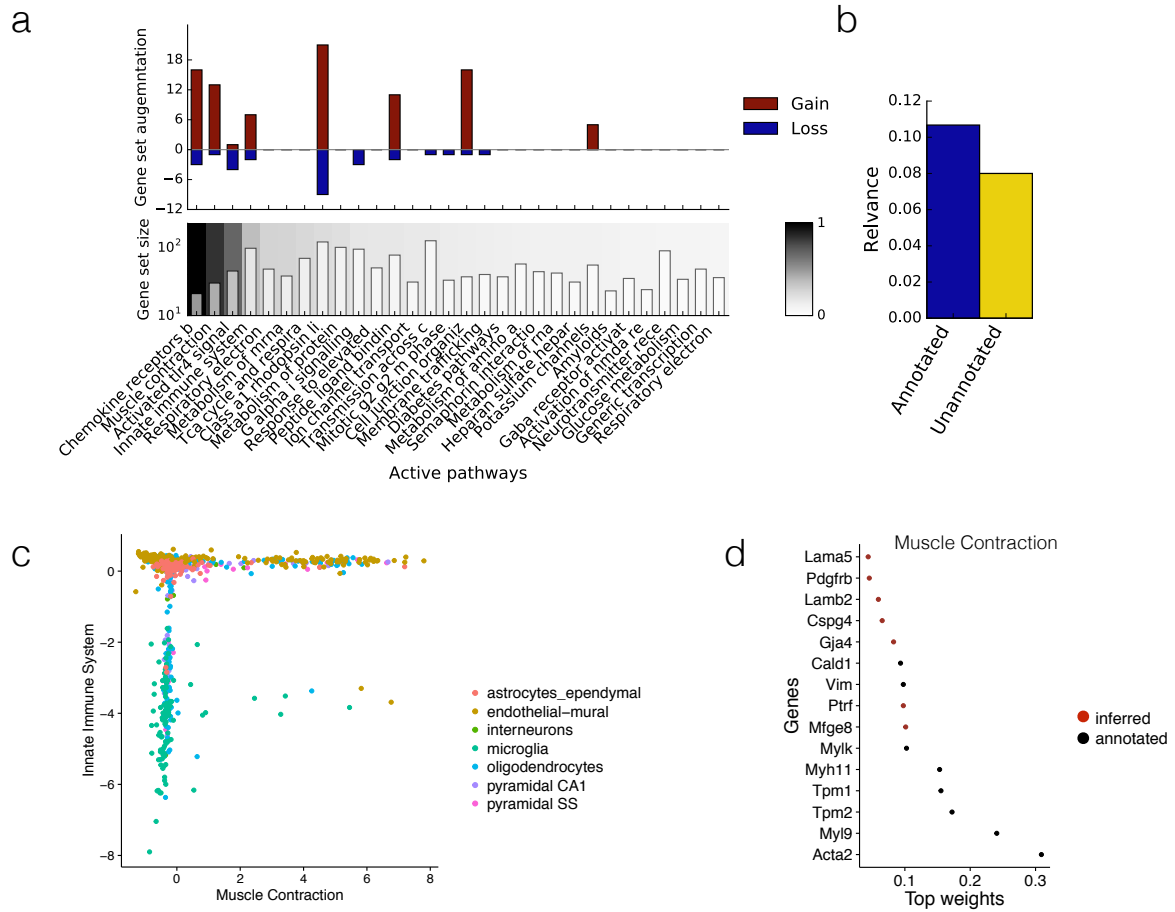 a
Gene set augemntation
18
12
6
0
−6
−12
Gain
Loss
Gene set size
10²
10¹
1
0
Chemokine receptors b
Muscle contraction
Activated tlr4 signal
Innate immune system
Respiratory electron
Metabolism of mrna
Tca cycle and respira
Class a1 rhodopsin li
Metabolism of protein
G alpha i signalling
Response to elevated
Peptide ligand bindin
Ion channel transport
Transmission across c
Mitotic g2 g2 m phase
Cell junction organiz
Membrane trafficking
Diabetes pathways
Metabolism of amino a
Semaphorin interactio
Metabolism of rna
Heparan sulfate hepar
Potassium channels
Amyloids
Gaba receptor activat
Activation of nmda re
Neurotransmitter rece
Glucose metabolism
Generic transcription
Respiratory electron
Active pathways
b
Relvance
0.12
0.10
0.08
0.06
0.04
0.02
0.00
Annotated
Unannotated
c
Innate Immune System
0
−2
−4
−6
−8
0
2
4
6
8
Muscle Contraction
astrocytes_ependymal
endothelial−mural
interneurons
microglia
oligodendrocytes
pyramidal CA1
pyramidal SS
d
Muscle Contraction
Genes
Lama5
Pdgfrb
Lamb2
Cspg4
Gja4
Cald1
Vim
Ptrf
Mfge8
Mylk
Myh11
Tpm1
Tpm2
Myl9
Acta2
0.1
0.2
0.3
Top weights
inferred
annotated